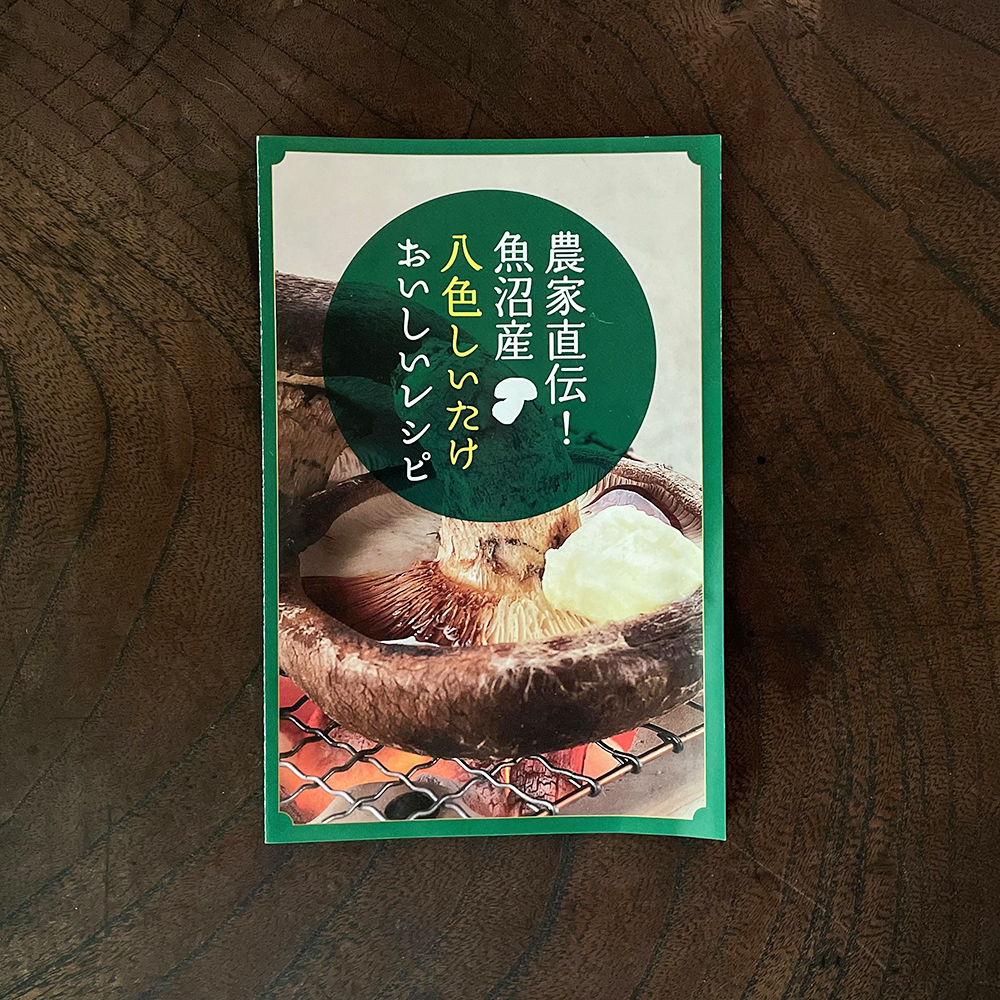 農家直伝！
魚沼産
八色しいたけ
おいしいレシピ